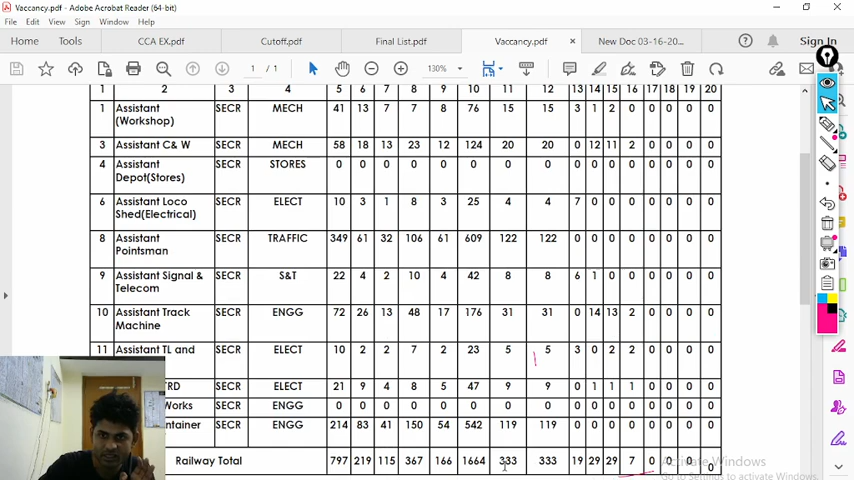 Vaccancy.pdf - Adobe Acrobat Reader (64-bit)
File Edit View Sign Window Help
Home Tools CCA EX.pdf Cutoff.pdf Final List.pdf Vaccancy.pdf × New Doc 03-16-20... Sign In
1 / 1 130%
1 2 3 4 5 6 7 8 9 10 11 12 13 14 15 16 17 18 19 20
1 Assistant (Workshop) SECR MECH 41 13 7 7 8 76 15 15 3 1 2 0 0 0 0 0
3 Assistant C& W SECR MECH 58 18 13 23 12 124 20 20 0 12 11 2 0 0 0 0
4 Assistant Depot(Stores) SECR STORES 0 0 0 0 0 0 0 0 0 0 0 0 0 0 0 0
6 Assistant Loco Shed(Electrical) SECR ELECT 10 3 1 8 3 25 4 4 7 0 0 0 0 0 0 0
8 Assistant Pointsman SECR TRAFFIC 349 61 32 106 61 609 122 122 0 0 0 0 0 0 0 0
9 Assistant Signal & Telecom SECR S&T 22 4 2 10 4 42 8 8 6 1 0 0 0 0 0 0
10 Assistant Track Machine SECR ENGG 72 26 13 48 17 176 31 31 0 14 13 2 0 0 0 0
11 Assistant TL and SECR ELECT 10 2 2 7 2 23 5 5 3 0 2 2 0 0 0 0
RD SECR ELECT 21 9 4 8 5 47 9 9 0 1 1 1 0 0 0 0
Works SECR ENGG 0 0 0 0 0 0 0 0 0 0 0 0 0 0 0 0
ntainer SECR ENGG 214 83 41 150 54 542 119 119 0 0 0 0 0 0 0 0
Railway Total 797 219 115 367 166 1664 333 333 19 29 29 7 0 0 0 0
Activate Windows
Go to Settings to activate Windows.